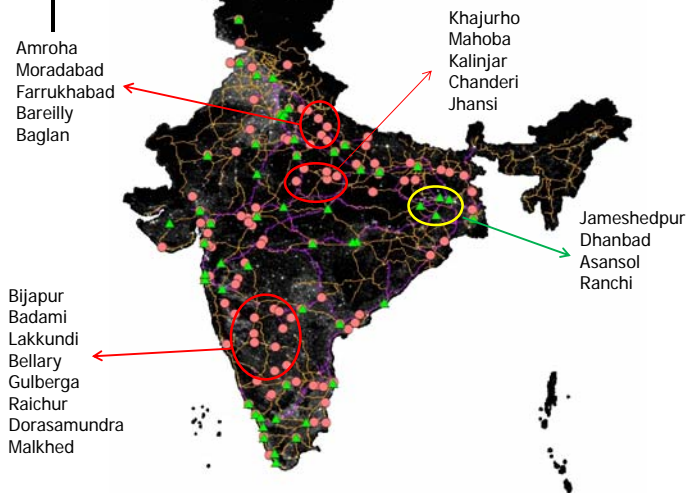 Amroha
Moradabad
Farrukhabad
Bareilly
Baglan
Khajurho
Mahoba
Kalinjar
Chanderi
Jhansi
Jameshedpur
Dhanbad
Asansol
Ranchi
Bijapur
Badami
Lakkundi
Bellary
Gulberga
Raichur
Dorasamundra
Malkhed